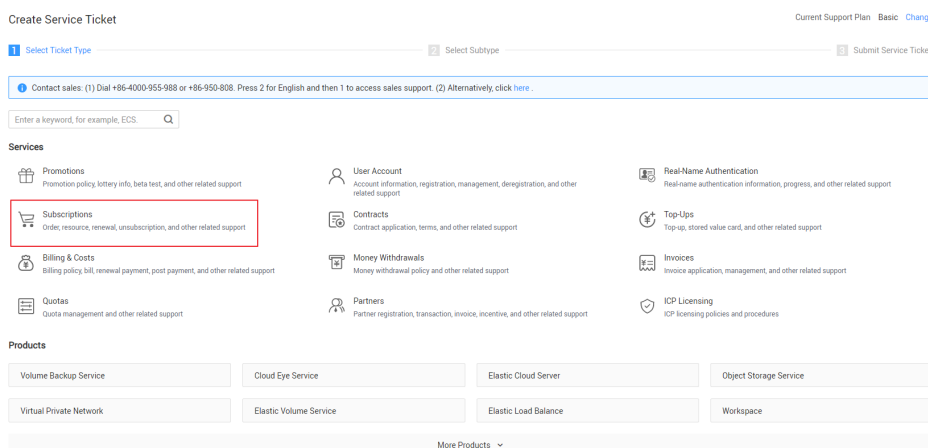 Create Service Ticket
Current Support Plan Basic Chang
1 Select Ticket Type
2 Select Subtype
3 Submit Service Ticke
Contact sales: (1) Dial +86-4000-955-988 or +86-950-808. Press 2 for English and then 1 to access sales support. (2) Alternatively, click here .
Enter a keyword, for example, ECS.
Services
Promotions
Promotion policy, lottery info, beta test, and other related support
User Account
Account information, registration, management, deregistration, and other
related support
Real-Name Authentication
Real-name authentication information, progress, and other related support
Subscriptions
Order, resource, renewal, unsubscription, and other related support
Contracts
Contract application, terms, and other related support
Top-Ups
Top-up, stored value card, and other related support
Billing & Costs
Billing policy, bill, renewal payment, post payment, and other related support
Money Withdrawals
Money withdrawal policy and other related support
Invoices
Invoice application, management, and other related support
Quotas
Quota management and other related support
Partners
Partner registration, transaction, invoice, incentive, and other related support
ICP Licensing
ICP licensing policies and procedures
Products
Volume Backup Service
Cloud Eye Service
Elastic Cloud Server
Object Storage Service
Virtual Private Network
Elastic Volume Service
Elastic Load Balance
Workspace
More Products